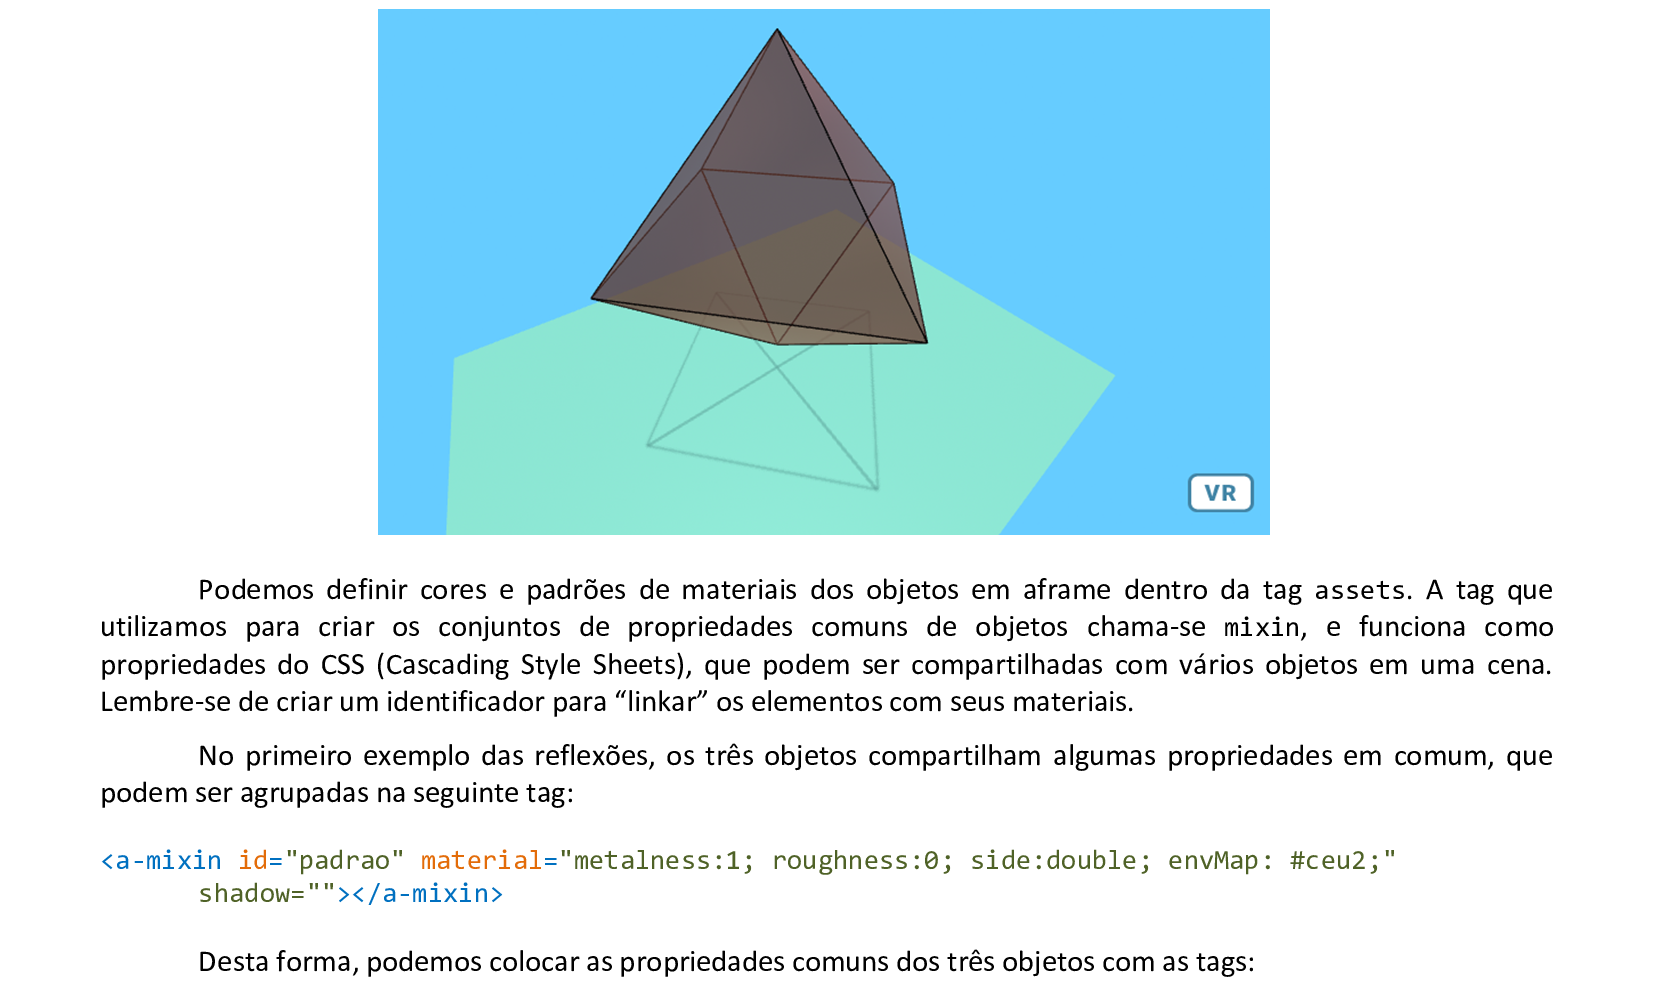 VR
Podemos definir cores e padrões de materiais dos objetos em aframe dentro da tag assets. A tag que
utilizamos para criar os conjuntos de propriedades comuns de objetos chama-se mixin, e funciona como
propriedades do CSS (Cascading Style Sheets), que podem ser compartilhadas com vários objetos em uma cena.
Lembre-se de criar um identificador para “linkar” os elementos com seus materiais.
No primeiro exemplo das reflexões, os três objetos compartilham algumas propriedades em comum, que
podem ser agrupadas na seguinte tag:
<a-mixin id="padrao" material="metalness:1; roughness:0; side:double; envMap: #ceu2;"
shadow=""></a-mixin>
Desta forma, podemos colocar as propriedades comuns dos três objetos com as tags: